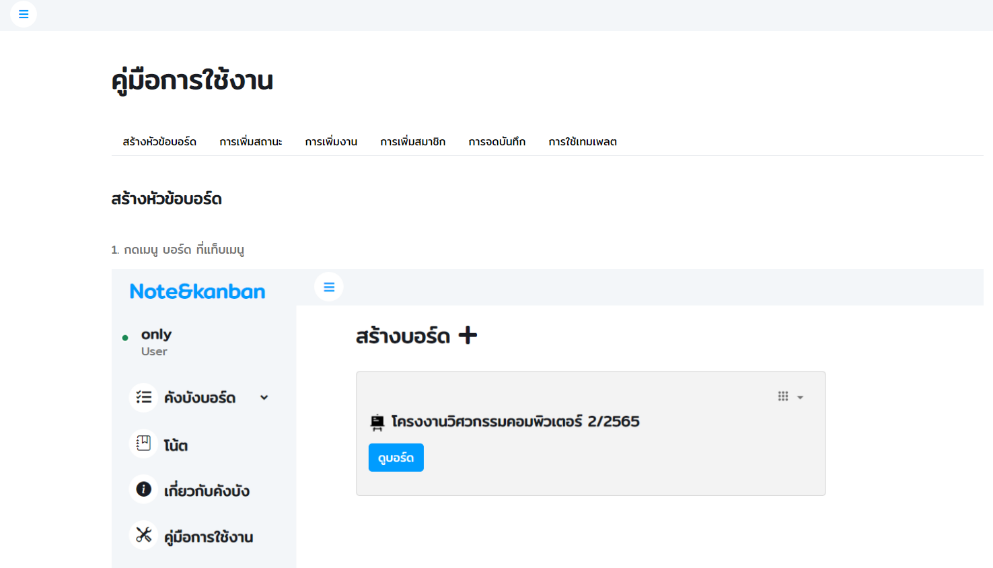 คู่มือการใช้งาน
สร้างหัวข้อบอร์ด การเพิ่มสถานะ การเพิ่มงาน การเพิ่มสมาชิก การจดบันทึก การใช้เทมเพลต
สร้างหัวข้อบอร์ด
1. กดเมนู บอร์ด ที่แท็บเมนู
Note&kanban
only
User
คังบังบอร์ด
โน้ต
เกี่ยวกับคังบัง
คู่มือการใช้งาน
สร้างบอร์ด
โครงงานวิศวกรรมคอมพิวเตอร์ 2/2565
ดูบอร์ด